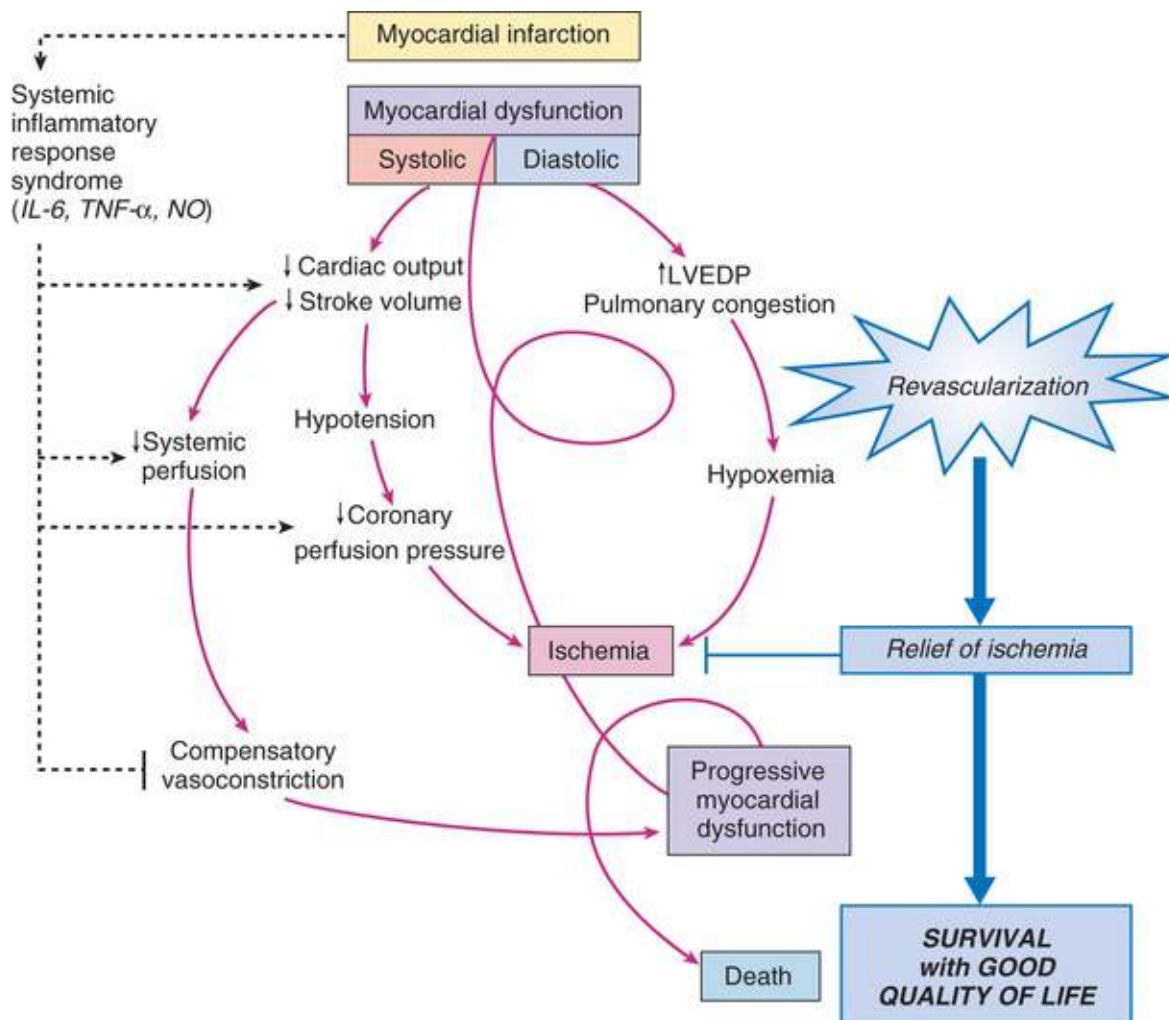 Myocardial infarction
Systemic
inflammatory
response
syndrome
(IL-6, TNF-α, NO)
Myocardial dysfunction
Systolic
Diastolic
↓Cardiac output
↓Stroke volume
↑LVEDP
Pulmonary congestion
Revascularization
Hypotension
↓Systemic
perfusion
Hypoxemia
↓Coronary
perfusion pressure
Ischemia
Relief of ischemia
Compensatory
vasoconstriction
Progressive
myocardial
dysfunction
Death
SURVIVAL
with GOOD
QUALITY OF LIFE